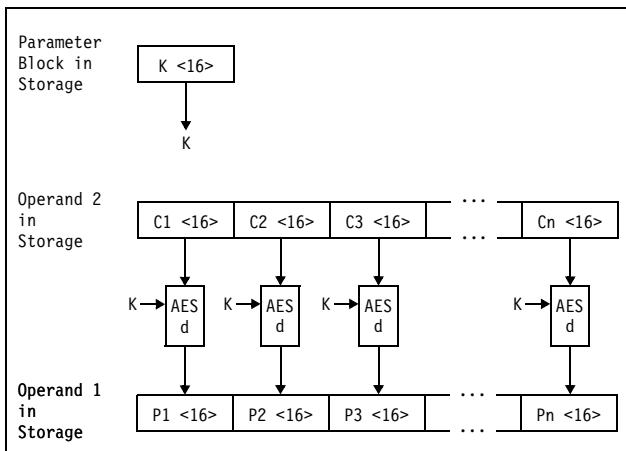 Parameter
Block in
Storage
K <16>
K
Operand 2
in
Storage
...
C1 <16> C2 <16> C3 <16> Cn <16>
...
K AES d K AES d K AES d K AES d
Operand 1
in
Storage
...
P1 <16> P2 <16> P3 <16> Pn <16>
...